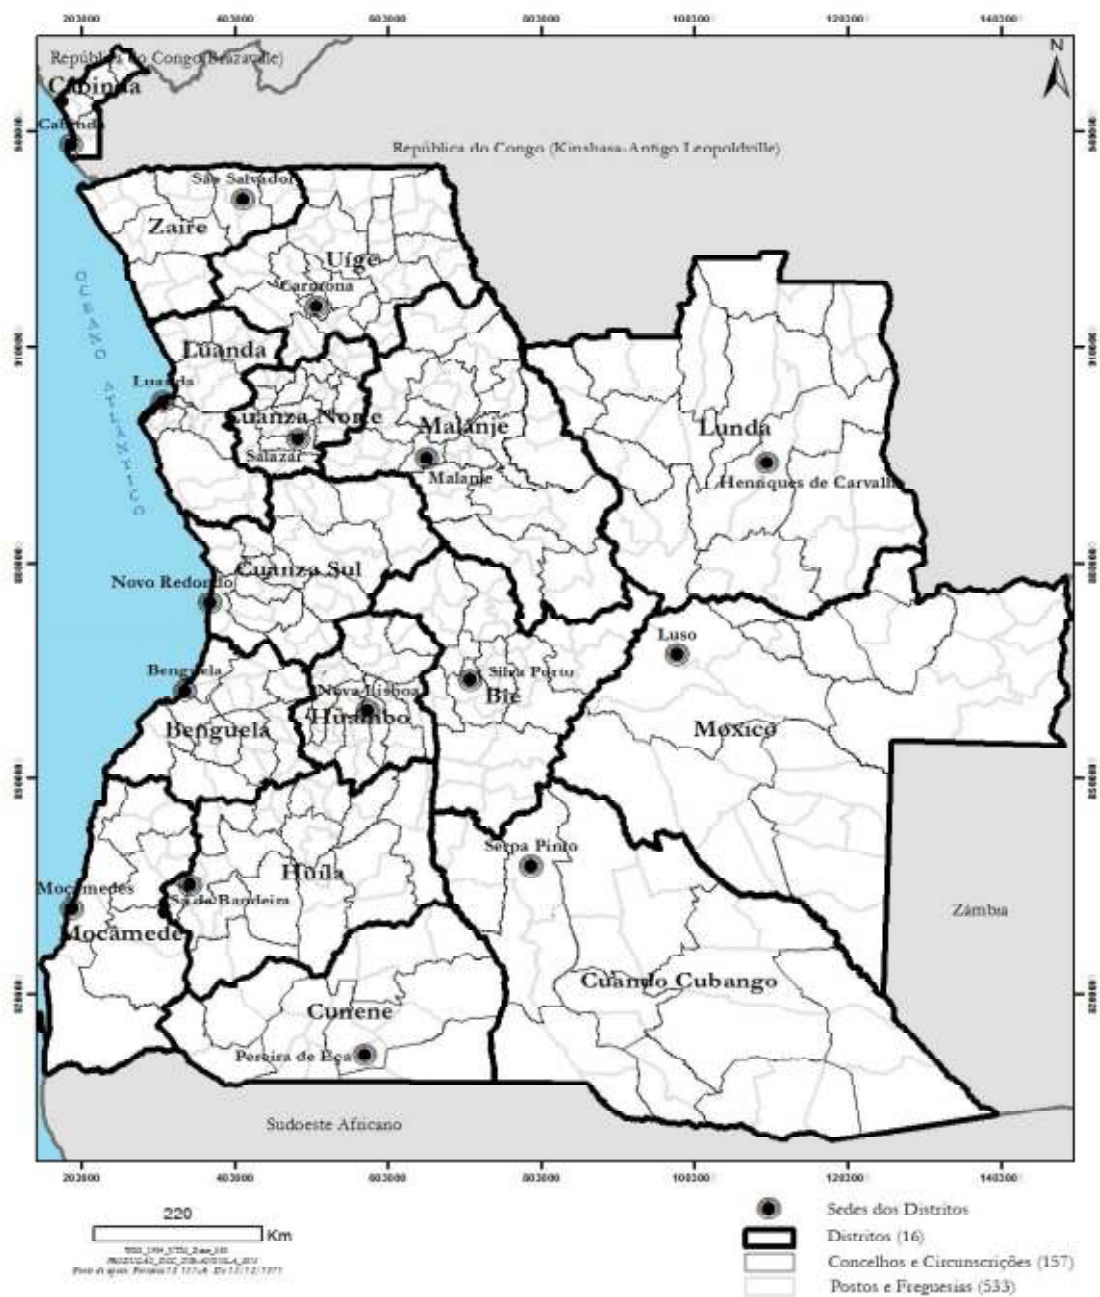 N
República do Congo(Brazaville)
Cabinda
Cabinda
República do Congo (Kinshasa-Antigo Leopoldville)
São Salvador
Zaire
Uíge
Carmona
OCEANO ATLANTICO
Luanda
Luanda
Cuanza Norte
Salazar
Malanje
Malanje
Lunda
Henriques de Carvalho
Cuanza Sul
Novo Redondo
Luso
Benguela
Silva Porto
Bié
Nova Lisboa
Huambo
Benguela
Moxico
Serpa Pinto
Huíla
Sá da Bandeira
Moçâmedes
Moçâmedes
Zâmbia
Cuando Cubango
Cunene
Pereira de Eça
Sudoeste Africano
220
Km
Sedes dos Distritos
Distritos (16)
Concelhos e Circunscrições (157)
Postos e Freguesias (533)